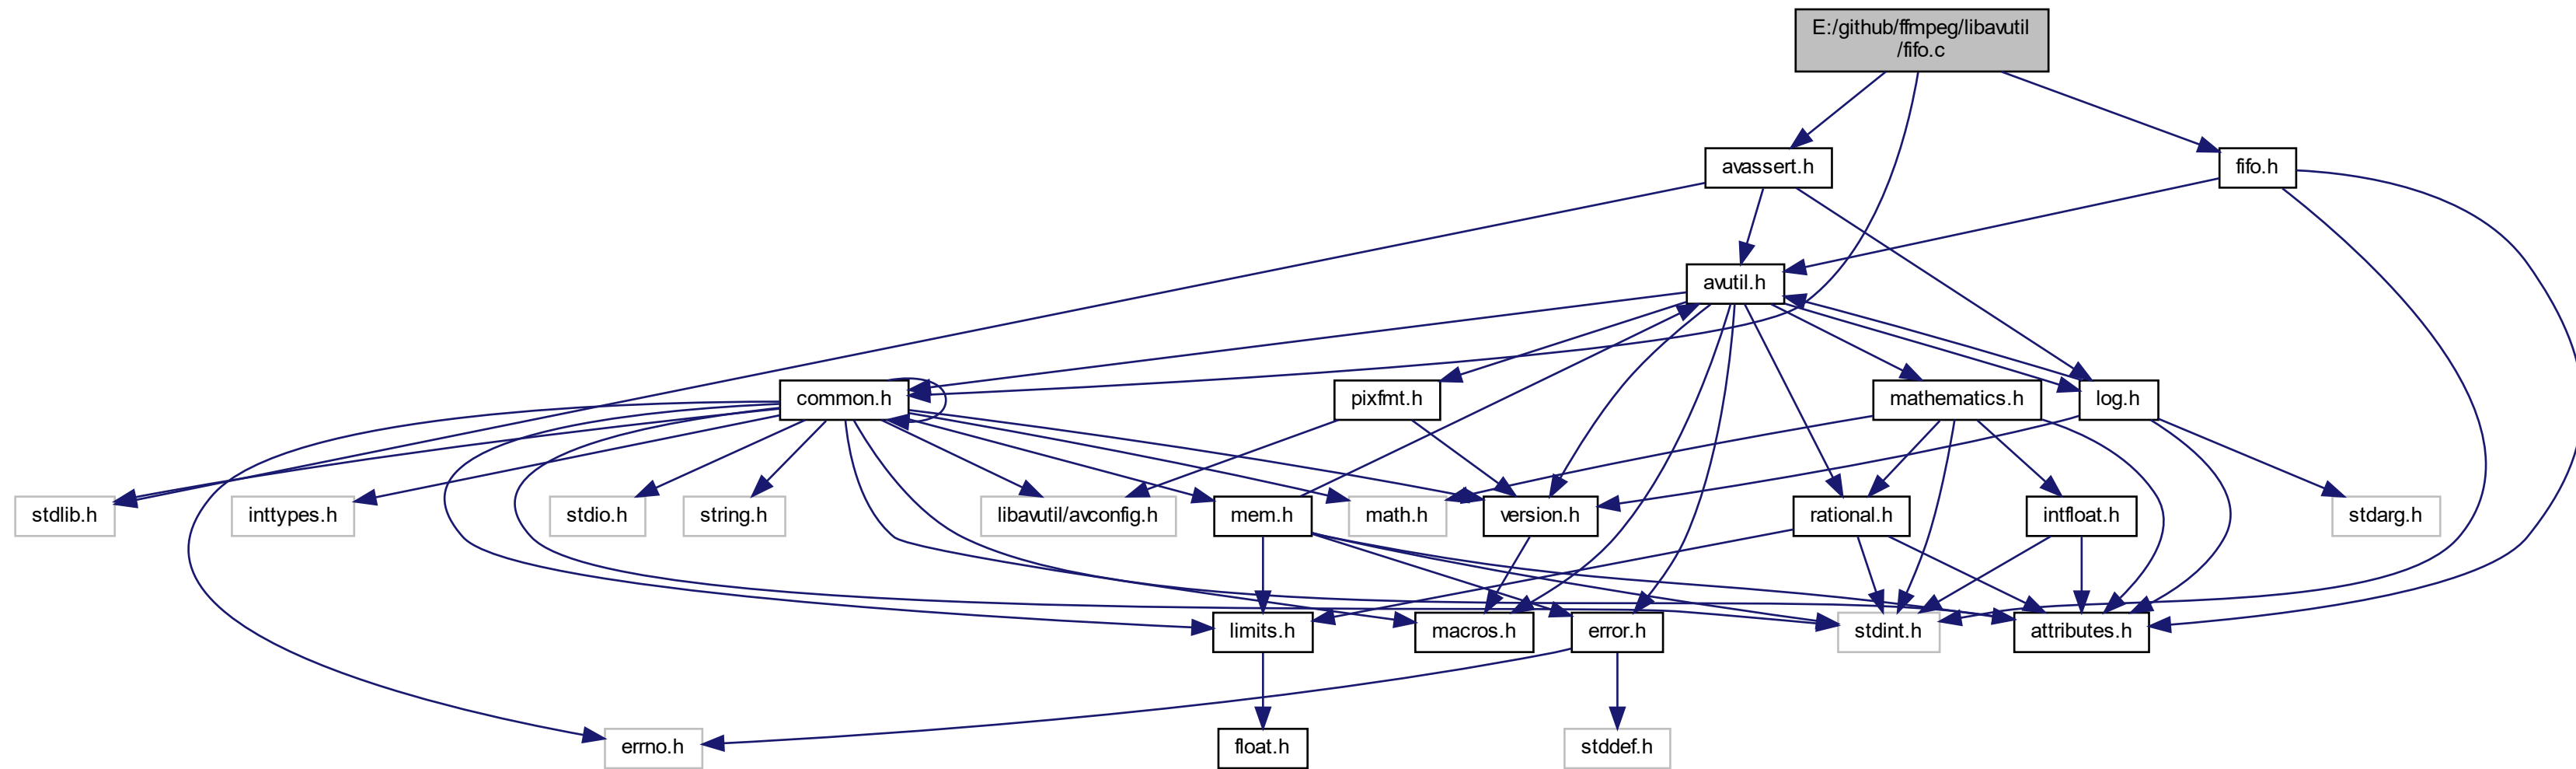 E:/github/ffmpeg/libavutil
/fifo.c
avassert.h
fifo.h
avutil.h
common.h
pixfmt.h
mathematics.h
log.h
stdlib.h
inttypes.h
stdio.h
string.h
libavutil/avconfig.h
mem.h
math.h
version.h
rational.h
intfloat.h
stdarg.h
limits.h
macros.h
error.h
stdint.h
attributes.h
errno.h
float.h
stddef.h